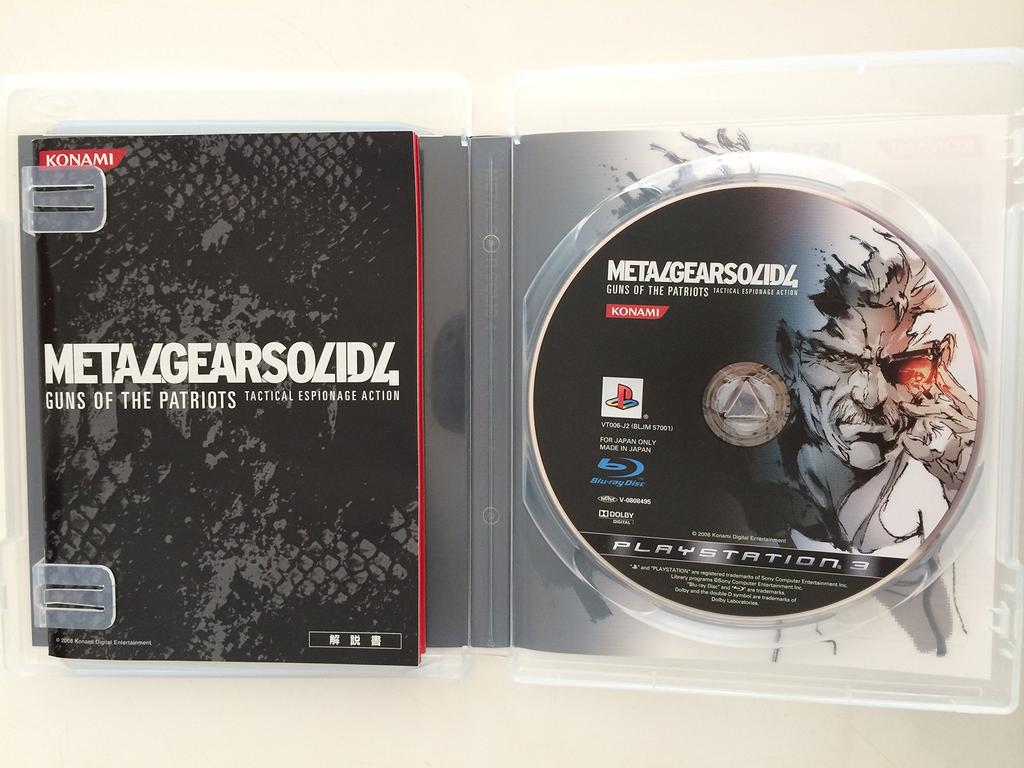 KONAMI
METAL GEAR SOLID 4
GUNS OF THE PATRIOTS TACTICAL ESPIONAGE ACTION
© 2008 Konami Digital Entertainment
解説書
KONAMI
METAL GEAR SOLID 4
GUNS OF THE PATRIOTS TACTICAL ESPIONAGE ACTION
KONAMI
VT006-J2 (BLJM 57001)
FOR JAPAN ONLY
MADE IN JAPAN
Blu-ray Disc
V-0808495
DOLBY
DIGITAL
© 2008 Konami Digital Entertainment
PLAYSTATION 3
" " and "PLAYSTATION" are registered trademarks of Sony Computer Entertainment Inc.
Library programs ©Sony Computer Entertainment Inc.
"Blu-ray Disc" and " " are trademarks.
Dolby and the double-D symbol are trademarks of
Dolby Laboratories.